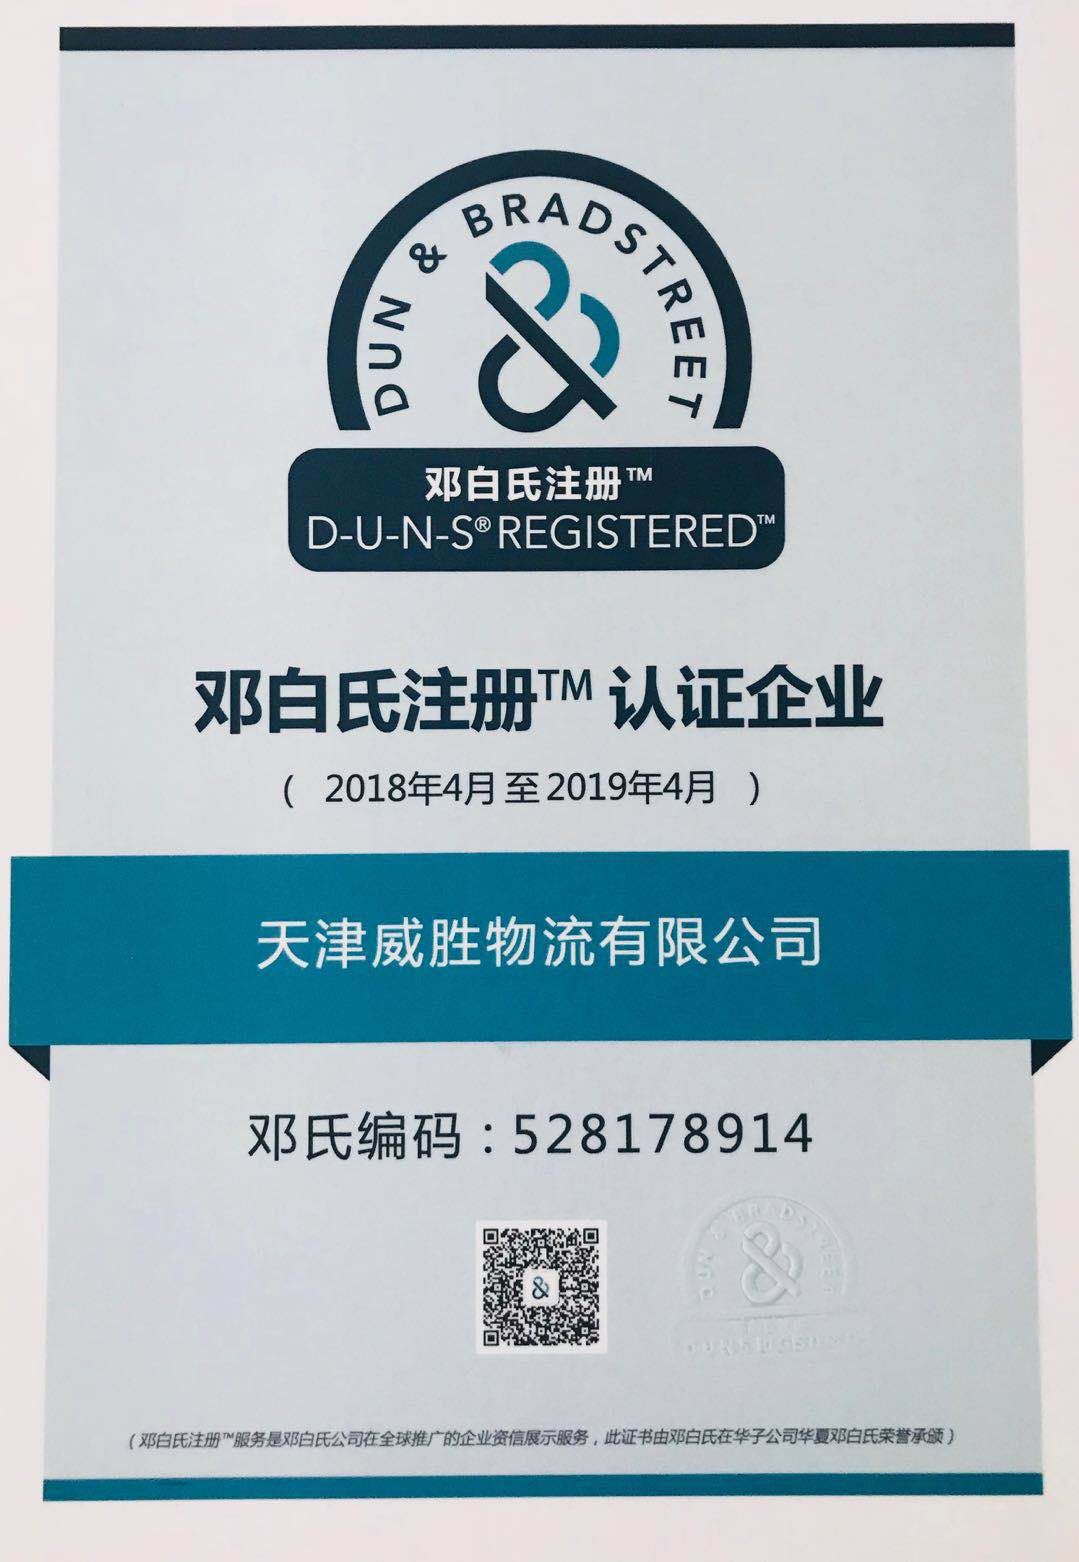 DUN & BRADSTREET
邓白氏注册™
D-U-N-S® REGISTERED™
邓白氏注册™ 认证企业
( 2018年4月 至 2019年4月 )
天津威胜物流有限公司
邓氏编码：528178914
DUN & BRADSTREET
(邓白氏注册™服务是邓白氏公司在全球推广的企业资信展示服务，此证书由邓白氏在华子公司华夏邓白氏荣誉承颁)